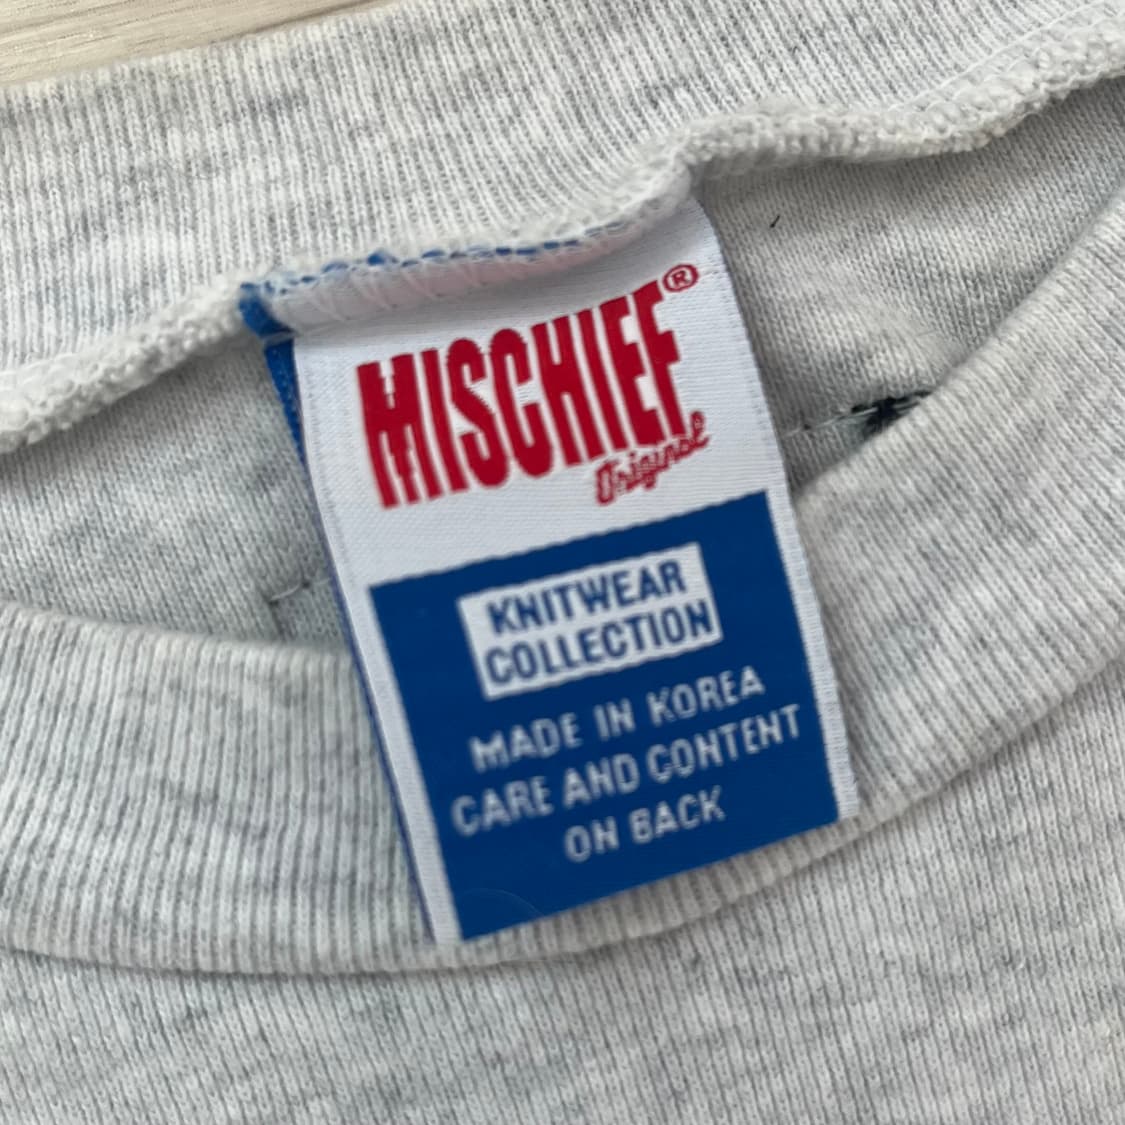 MISCHIEF®
Original
KNITWEAR
COLLECTION
MADE IN KOREA
CARE AND CONTENT
ON BACK